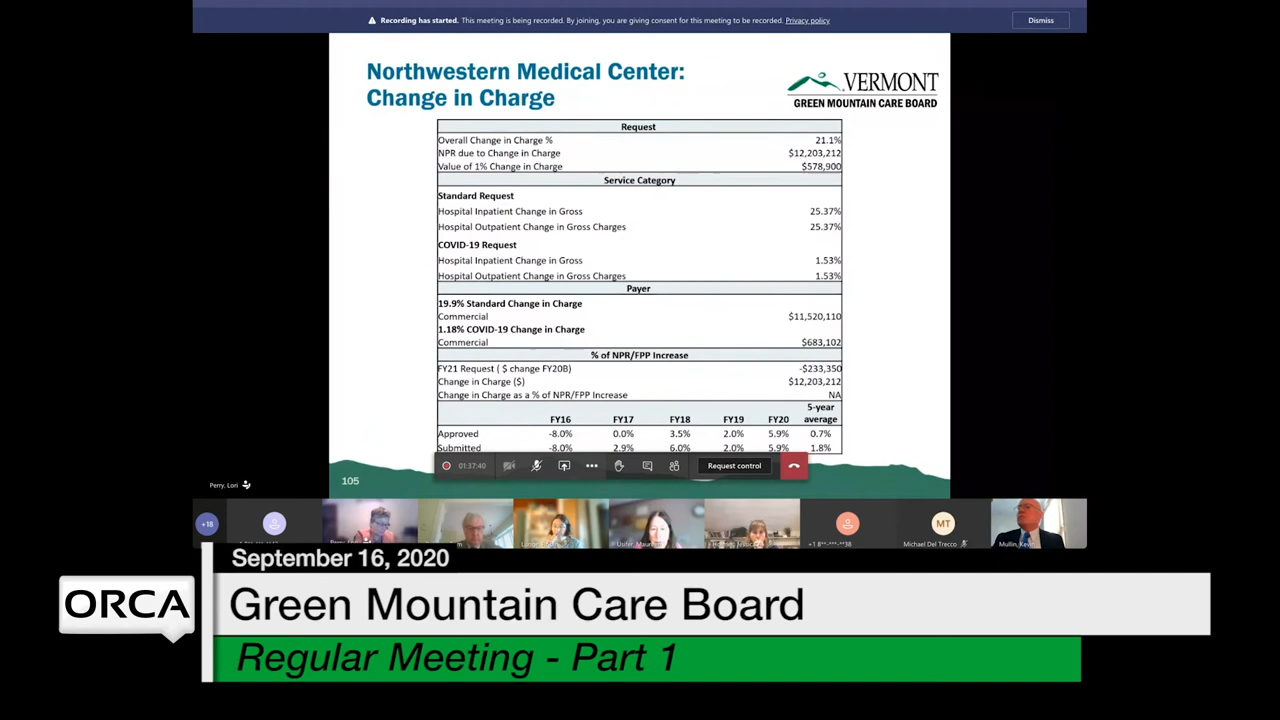 Recording has started. This meeting is being recorded. By joining, you are giving consent for this meeting to be recorded. Privacy policy
Dismiss
Northwestern Medical Center:
Change in Charge
VERMONT
GREEN MOUNTAIN CARE BOARD
Request
Overall Change in Charge % 21.1%
NPR due to Change in Charge $12,203,212
Value of 1% Change in Charge $578,900
Service Category
Standard Request
Hospital Inpatient Change in Gross 25.37%
Hospital Outpatient Change in Gross Charges 25.37%
COVID-19 Request
Hospital Inpatient Change in Gross 1.53%
Hospital Outpatient Change in Gross Charges 1.53%
Payer
19.9% Standard Change in Charge
Commercial $11,520,110
1.18% COVID-19 Change in Charge
Commercial $683,102
% of NPR/FPP Increase
FY21 Request ( $ change FY20B) -$233,350
Change in Charge ($) $12,203,212
Change in Charge as a % of NPR/FPP Increase NA
FY16 FY17 FY18 FY19 FY20 5-year average
Approved -8.0% 0.0% 3.5% 2.0% 5.9% 0.7%
Submitted -8.0% 2.9% 6.0% 2.0% 5.9% 1.8%
01:37:40
Request control
105
Perry, Lori
+18
MT
Michael Del Trecco
Mullin, Kevin
September 16, 2020
ORCA
Green Mountain Care Board
Regular Meeting - Part 1